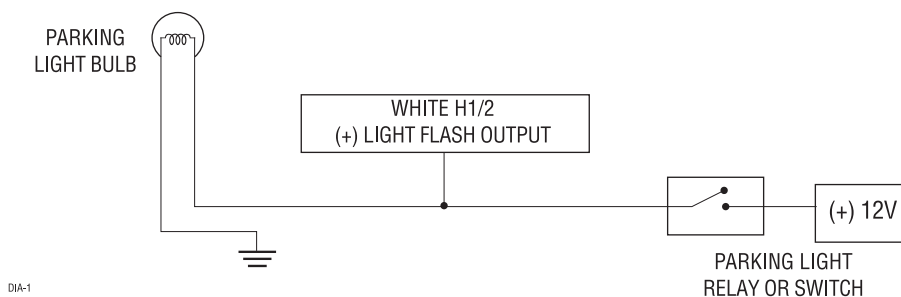 PARKING
LIGHT BULB
WHITE H1/2
(+) LIGHT FLASH OUTPUT
(+) 12V
PARKING LIGHT
RELAY OR SWITCH
DIA-1